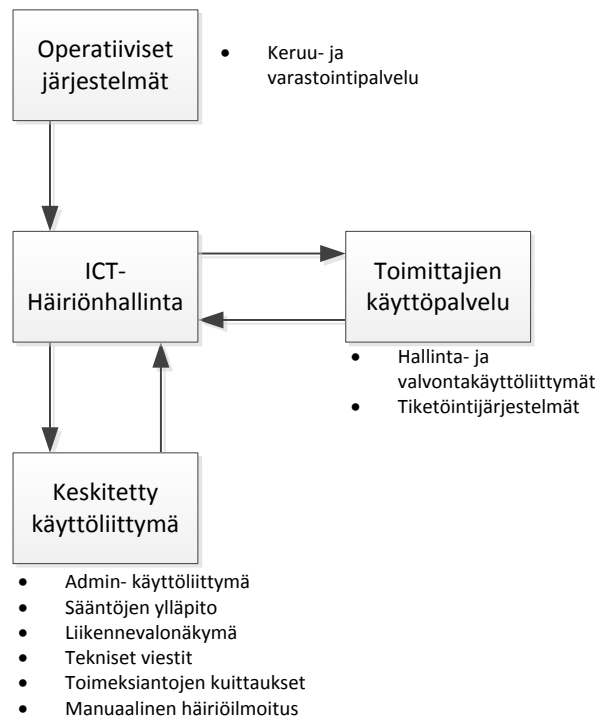 Operatiiviset
järjestelmät
• Keruu- ja
varastointipalvelu
ICT-
Häiriönhallinta
Toimittajien
käyttöpalvelu
• Hallinta- ja
valvontakäyttöliittymät
• Tiketöintijärjestelmät
Keskitetty
käyttöliittymä
• Admin- käyttöliittymä
• Sääntöjen ylläpito
• Liikennevalonäkymä
• Tekniset viestit
• Toimeksiantojen kuittaukset
• Manuaalinen häiriöilmoitus